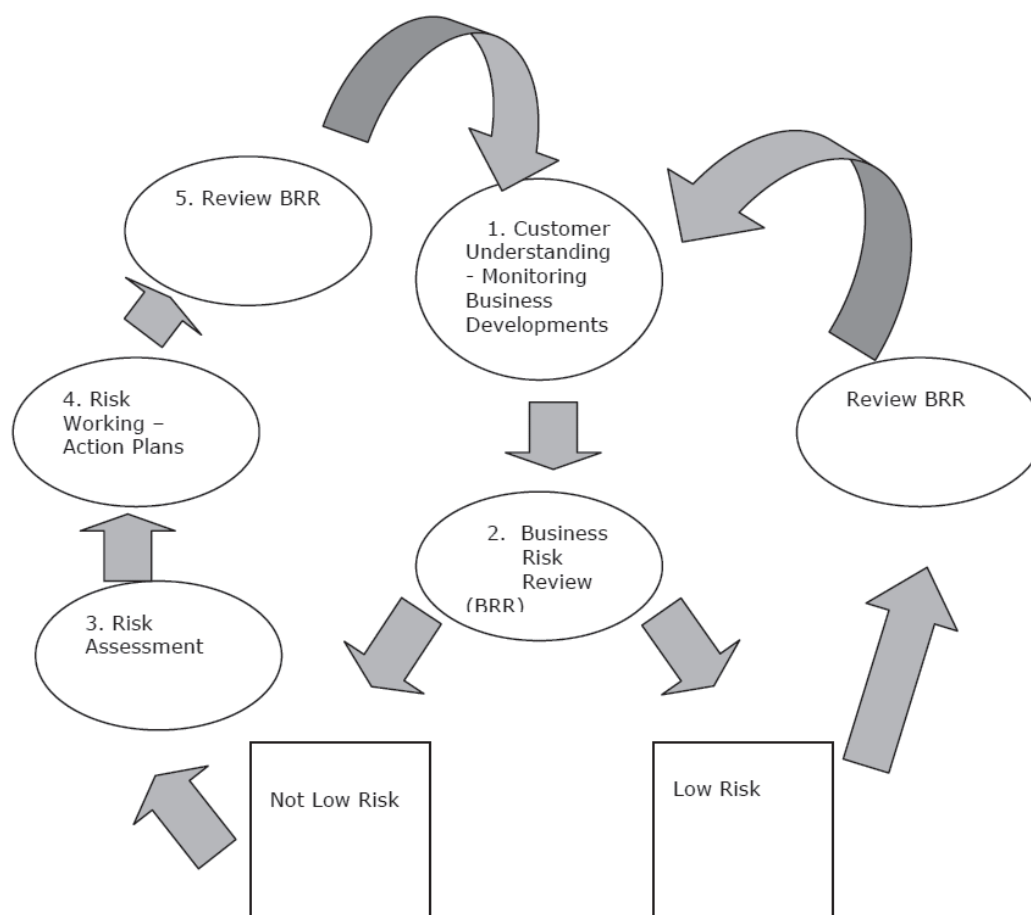 5. Review BRR
1. Customer
Understanding
- Monitoring
Business
Developments
4. Risk
Working –
Action Plans
Review BRR
2. Business
Risk
Review
(BRR)
3. Risk
Assessment
Not Low Risk
Low Risk